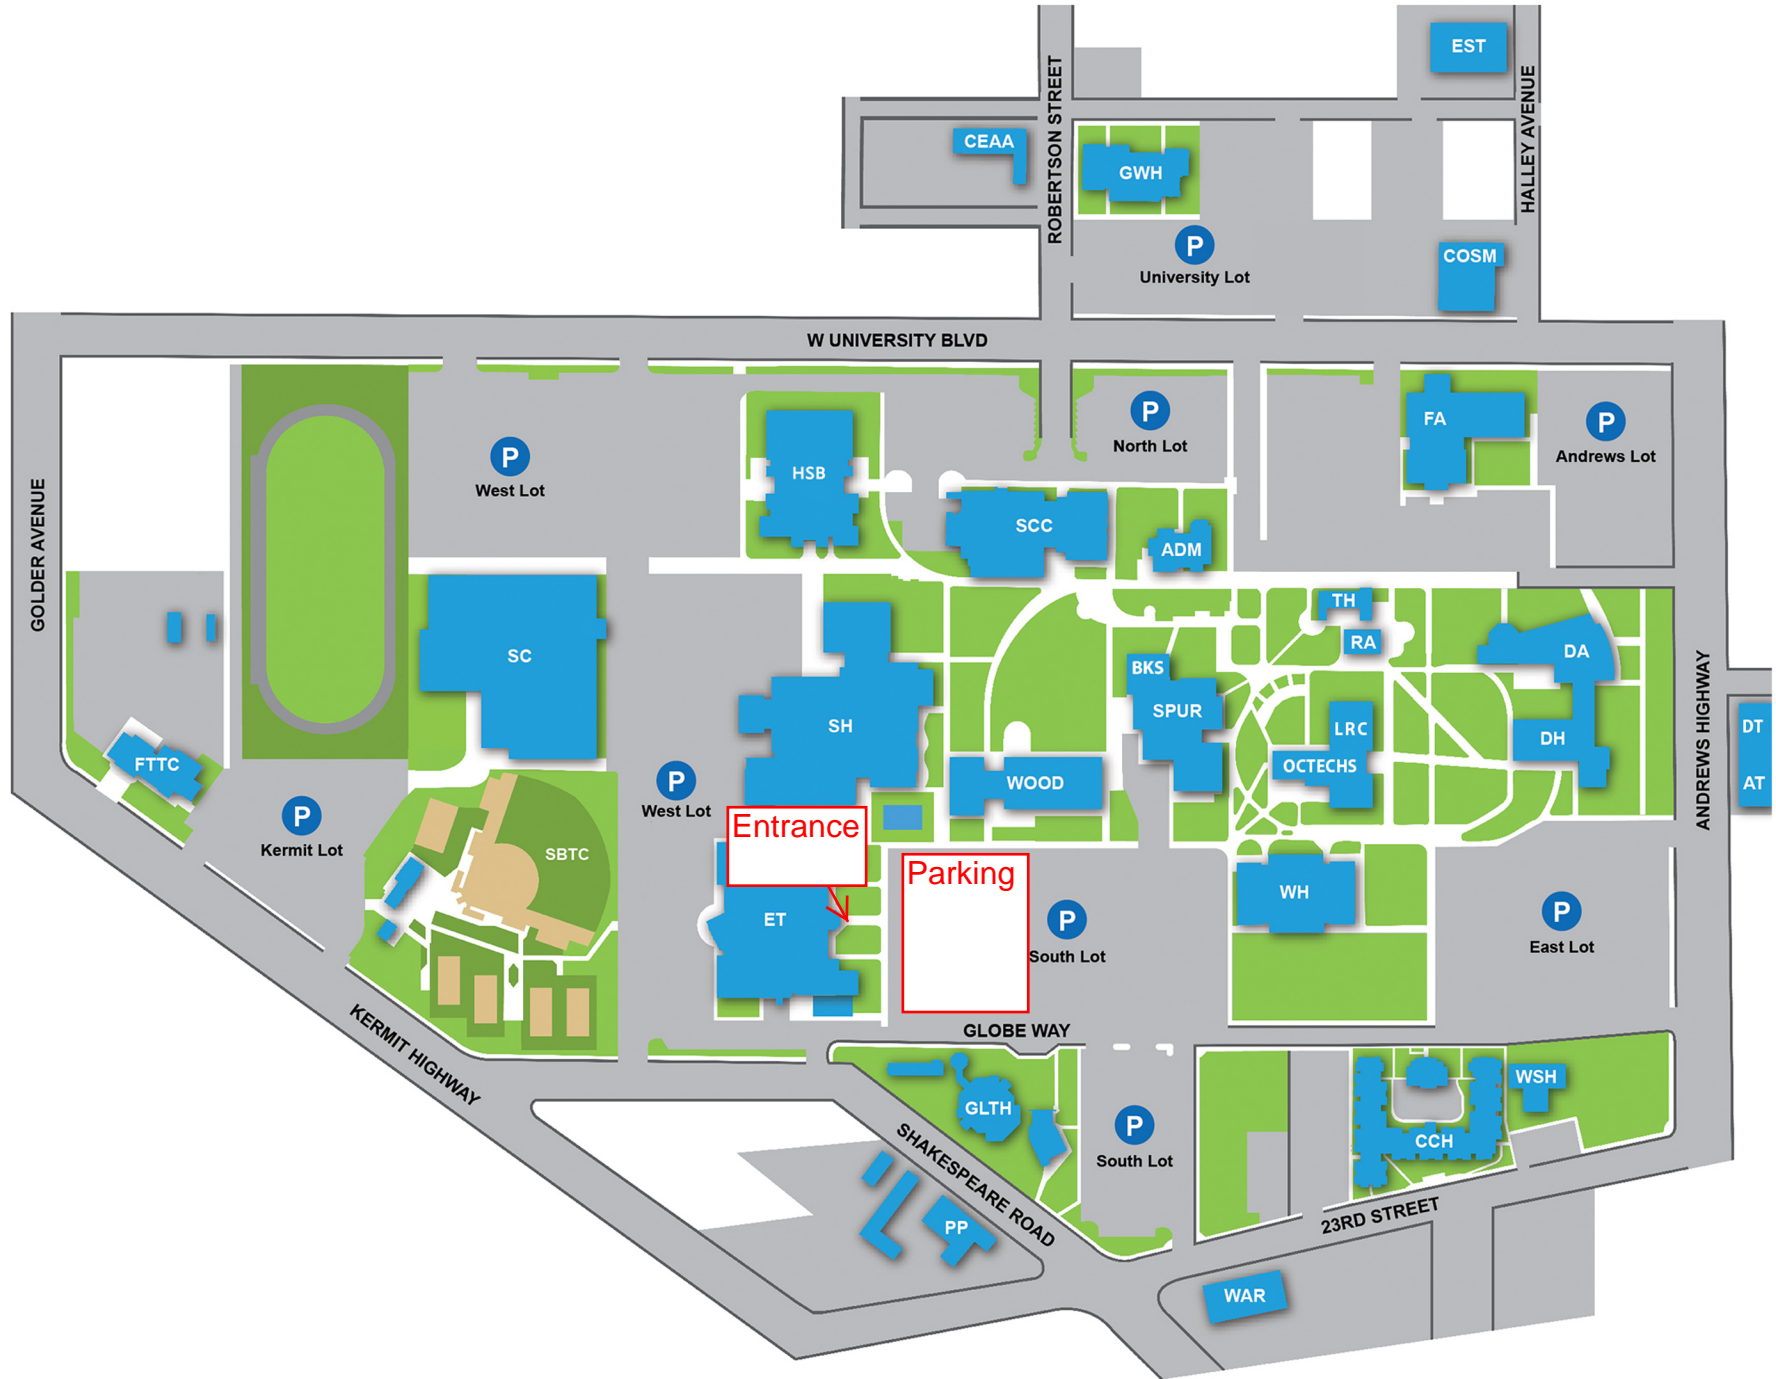 EST
ROBERTSON STREET
HALLEY AVENUE
CEAA
GWH
P
University Lot
COSM
W UNIVERSITY BLVD
GOLDER AVENUE
P
West Lot
HSB
P
North Lot
FA
P
Andrews Lot
SCC
ADM
SC
TH
RA
BKS
SPUR
DA
SH
LRC
OCTECHS
DH
ANDREWS HIGHWAY
DT
AT
FTTC
P
Kermit Lot
P
West Lot
WOOD
SBTC
Entrance
Parking
ET
P
South Lot
WH
P
East Lot
KERMIT HIGHWAY
GLOBE WAY
GLTH
P
South Lot
WSH
CCH
SHAKESPEARE ROAD
PP
23RD STREET
WAR